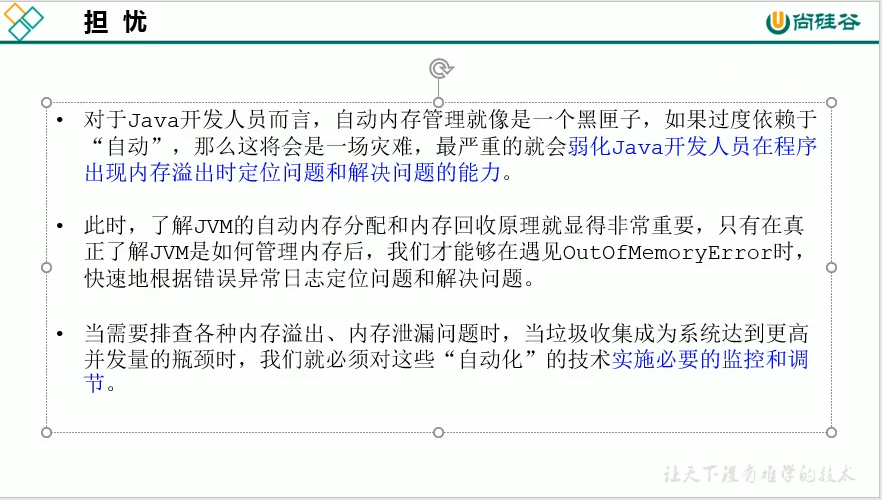 担 忧
尚硅谷
• 对于Java开发人员而言，自动内存管理就像是一个黑匣子，如果过度依赖于
“自动”，那么这将会是一场灾难，最严重的就会弱化Java开发人员在程序
出现内存溢出时定位问题和解决问题的能力。
• 此时，了解JVM的自动内存分配和内存回收原理就显得非常重要，只有在真
正了解JVM是如何管理内存后，我们才能够在遇见OutOfMemoryError时，
快速地根据错误异常日志定位问题和解决问题。
• 当需要排查各种内存溢出、内存泄漏问题时，当垃圾收集成为系统达到更高
并发量的瓶颈时，我们就必须对这些“自动化”的技术实施必要的监控和调
节。
让天下没有难学的技术